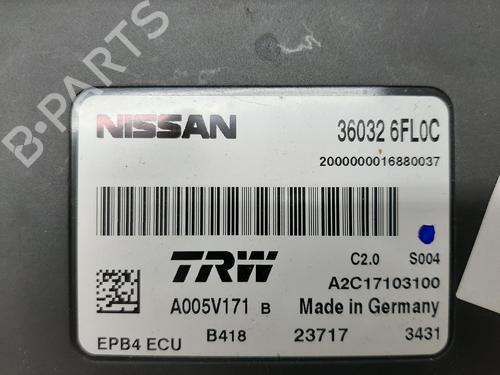 B-PARTS
NISSAN
36032 6FL0C
2000000016880037
TRW
C2.0 S004
A2C17103100
A005V171 B
Made in Germany
EPB4 ECU
B418
23717
3431